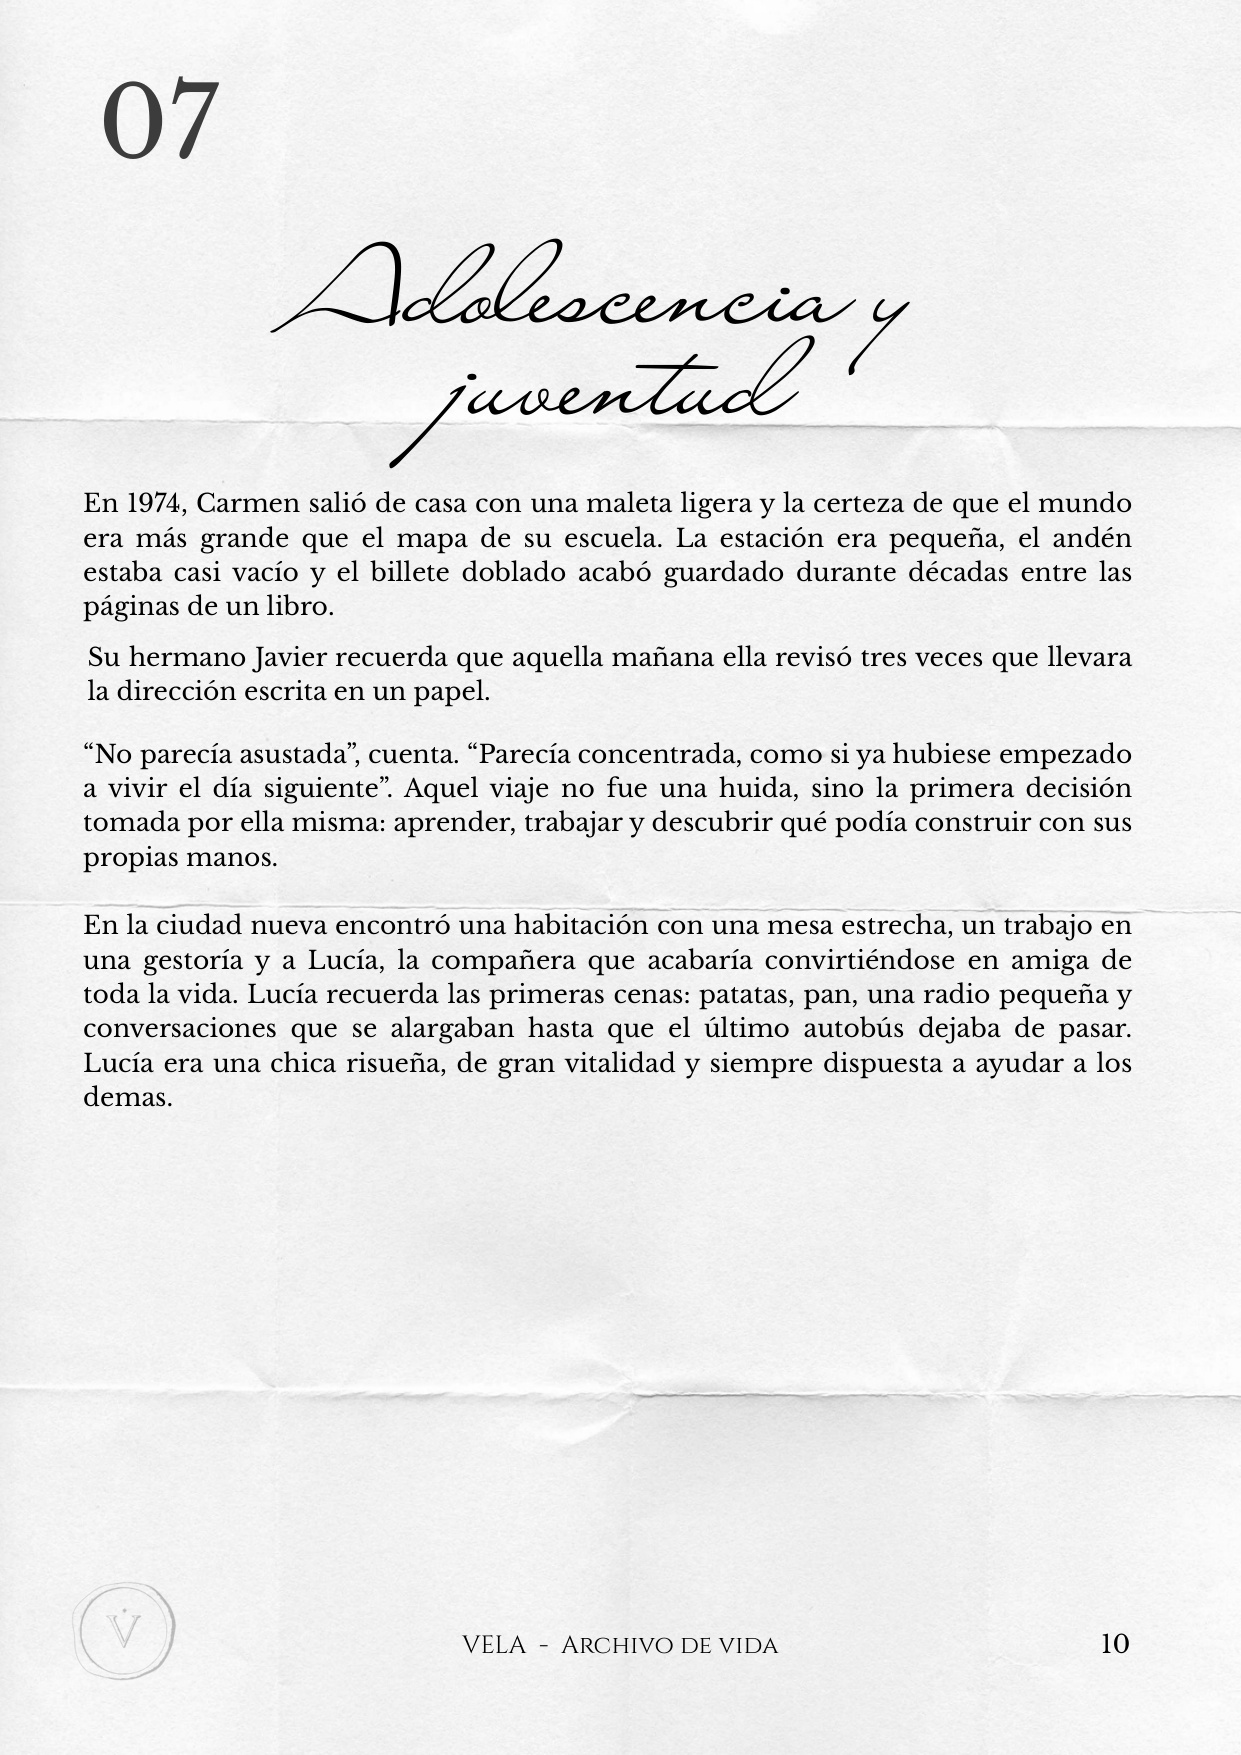 07
Adolescencia y
juventud
En 1974, Carmen salió de casa con una maleta ligera y la certeza de que el mundo
era más grande que el mapa de su escuela. La estación era pequeña, el andén
estaba casi vacío y el billete doblado acabó guardado durante décadas entre las
páginas de un libro.
Su hermano Javier recuerda que aquella mañana ella revisó tres veces que llevara
la dirección escrita en un papel.
“No parecía asustada”, cuenta. “Parecía concentrada, como si ya hubiese empezado
a vivir el día siguiente”. Aquel viaje no fue una huida, sino la primera decisión
tomada por ella misma: aprender, trabajar y descubrir qué podía construir con sus
propias manos.
En la ciudad nueva encontró una habitación con una mesa estrecha, un trabajo en
una gestoría y a Lucía, la compañera que acabaría convirtiéndose en amiga de
toda la vida. Lucía recuerda las primeras cenas: patatas, pan, una radio pequeña y
conversaciones que se alargaban hasta que el último autobús dejaba de pasar.
Lucía era una chica risueña, de gran vitalidad y siempre dispuesta a ayudar a los
demas.
V
VELA - ARCHIVO DE VIDA
10